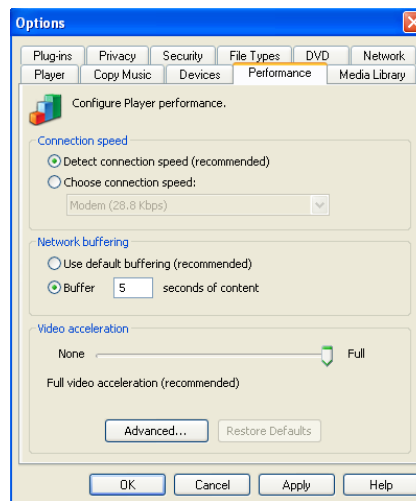 Options
Plug-ins Privacy Security File Types DVD Network
Player Copy Music Devices Performance Media Library
Configure Player performance.
Connection speed
Detect connection speed (recommended)
Choose connection speed:
Modem (28.8 Kbps)
Network buffering
Use default buffering (recommended)
Buffer 5 seconds of content
Video acceleration
None Full
Full video acceleration (recommended)
Advanced... Restore Defaults
OK Cancel Apply Help